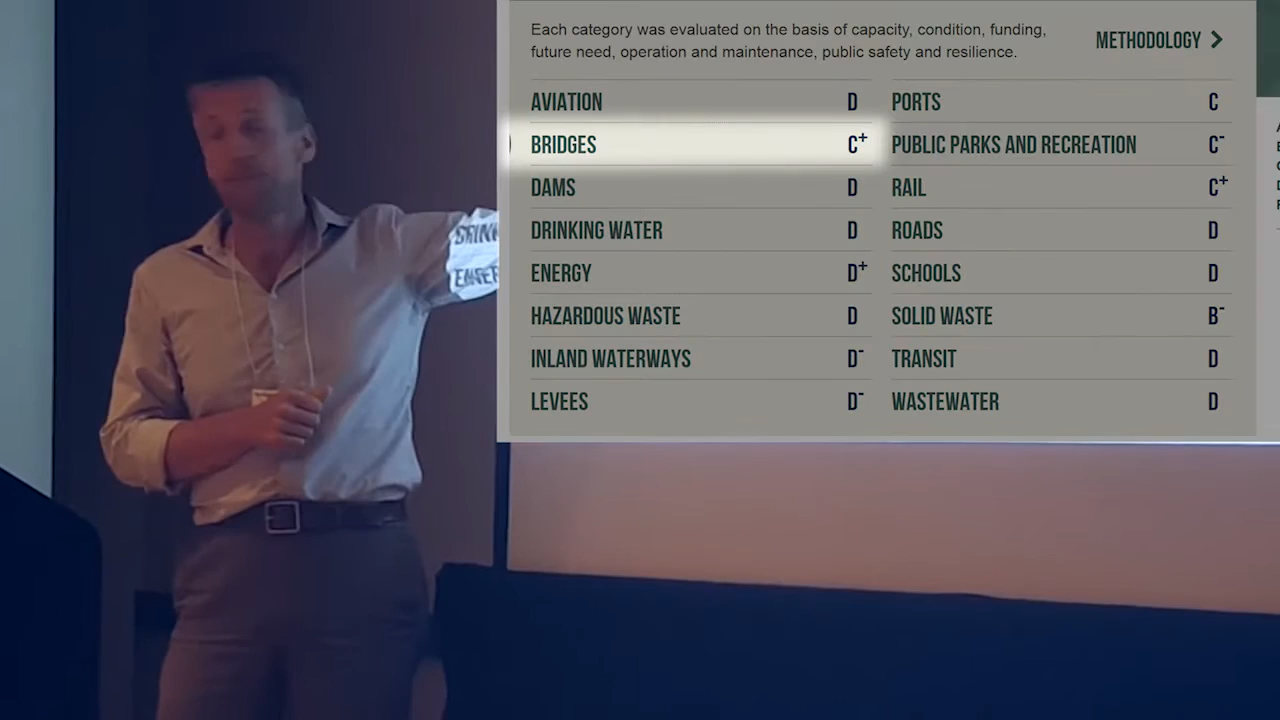 Each category was evaluated on the basis of capacity, condition, funding,
future need, operation and maintenance, public safety and resilience.
METHODOLOGY
AVIATION D
BRIDGES C+
DAMS D
DRINKING WATER D
ENERGY D+
HAZARDOUS WASTE D
INLAND WATERWAYS D-
LEVEES D-
PORTS C
PUBLIC PARKS AND RECREATION C-
RAIL C+
ROADS D
SCHOOLS D
SOLID WASTE B-
TRANSIT D
WASTEWATER D